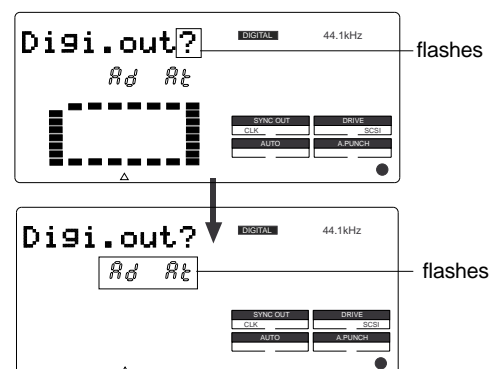 Digi.out? DIGITAL 44.1kHz
flashes
Ad At
SYNC OUT DRIVE
CLK SCSI
AUTO A.PUNCH
Digi.out? DIGITAL 44.1kHz
Ad At flashes
SYNC OUT DRIVE
CLK SCSI
AUTO A.PUNCH